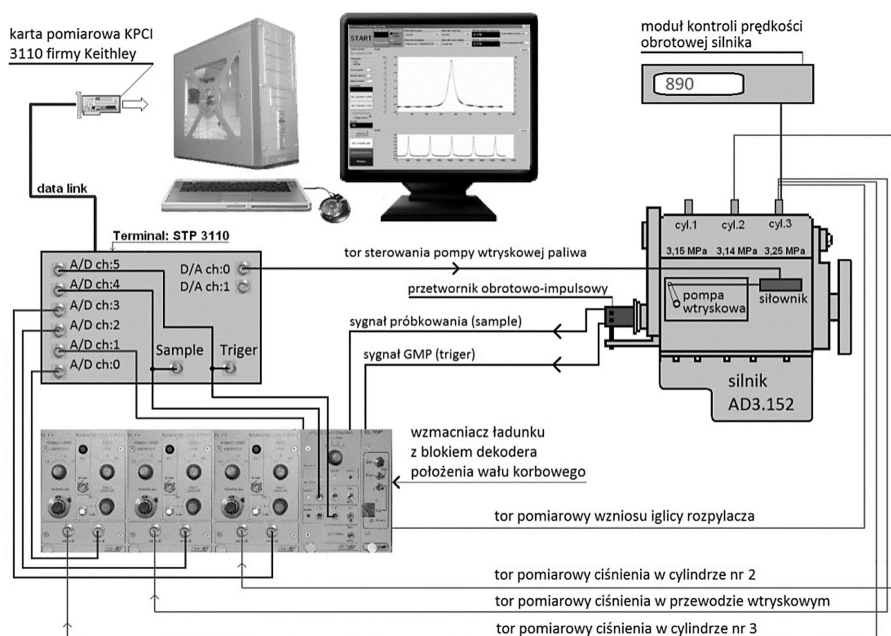 karta pomiarowa KPCI
3110 firmy Keithley
moduł kontroli prędkości
obrotowej silnika
890
START
data link
Terminal: STP 3110
A/D ch:5
A/D ch:4
A/D ch:3
A/D ch:2
A/D ch:1
A/D ch:0
D/A ch:0
D/A ch:1
Sample
Triger
tor sterowania pompy wtryskowej paliwa
przetwornik obrotowo-impulsowy
sygnał próbkowania (sample)
sygnał GMP (triger)
cyl.1
cyl.2
cyl.3
3,15 MPa
3,14 MPa
3,25 MPa
pompa
wtryskowa
siłownik
silnik
AD3.152
wzmacniacz ładunku
z blokiem dekodera
położenia wału korbowego
tor pomiarowy wzniosu iglicy rozpylacza
tor pomiarowy ciśnienia w cylindrze nr 2
tor pomiarowy ciśnienia w przewodzie wtryskowym
tor pomiarowy ciśnienia w cylindrze nr 3